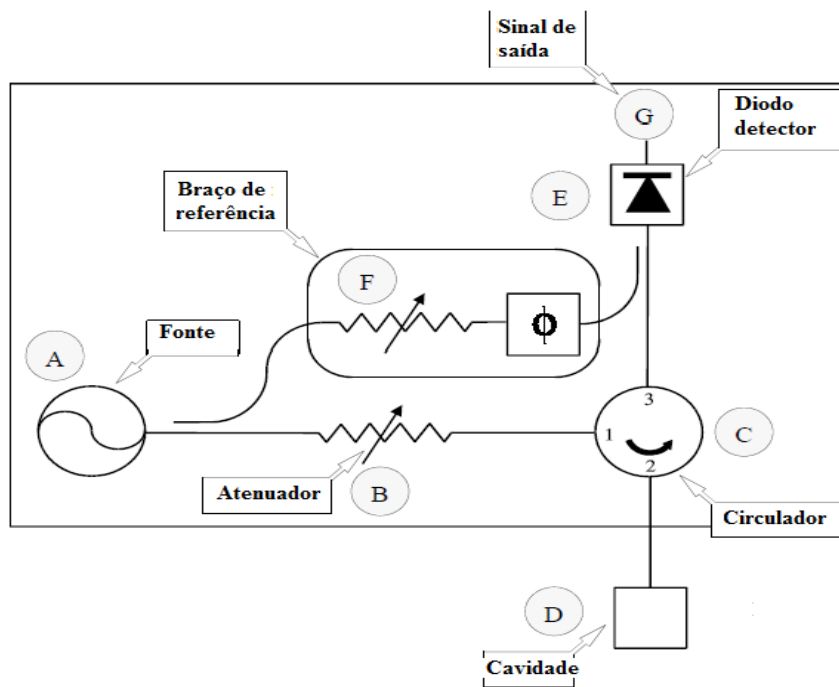 Sinal de
saída
G
Diodo
detector
Braço de
referência
E
F
Φ
Fonte
A
3
1
2
C
Atenuador
B
Circulador
D
Cavidade